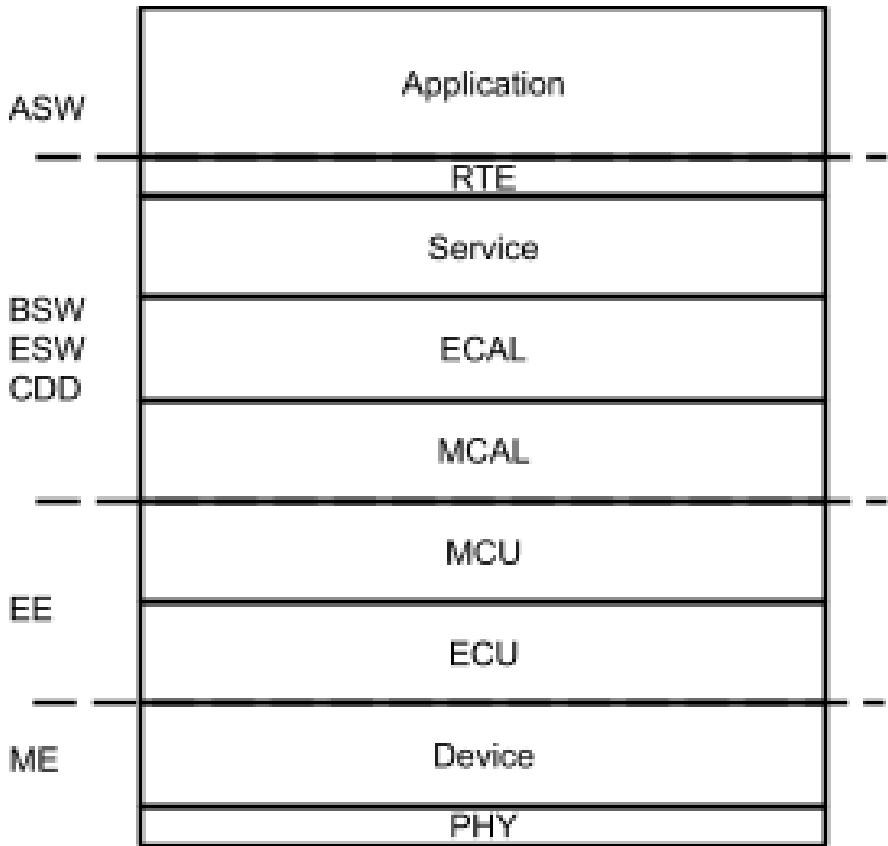 Application
ASW
RTE
Service
BSW
ESW
ECAL
CDD
MCAL
MCU
EE
ECU
Device
ME
PHY